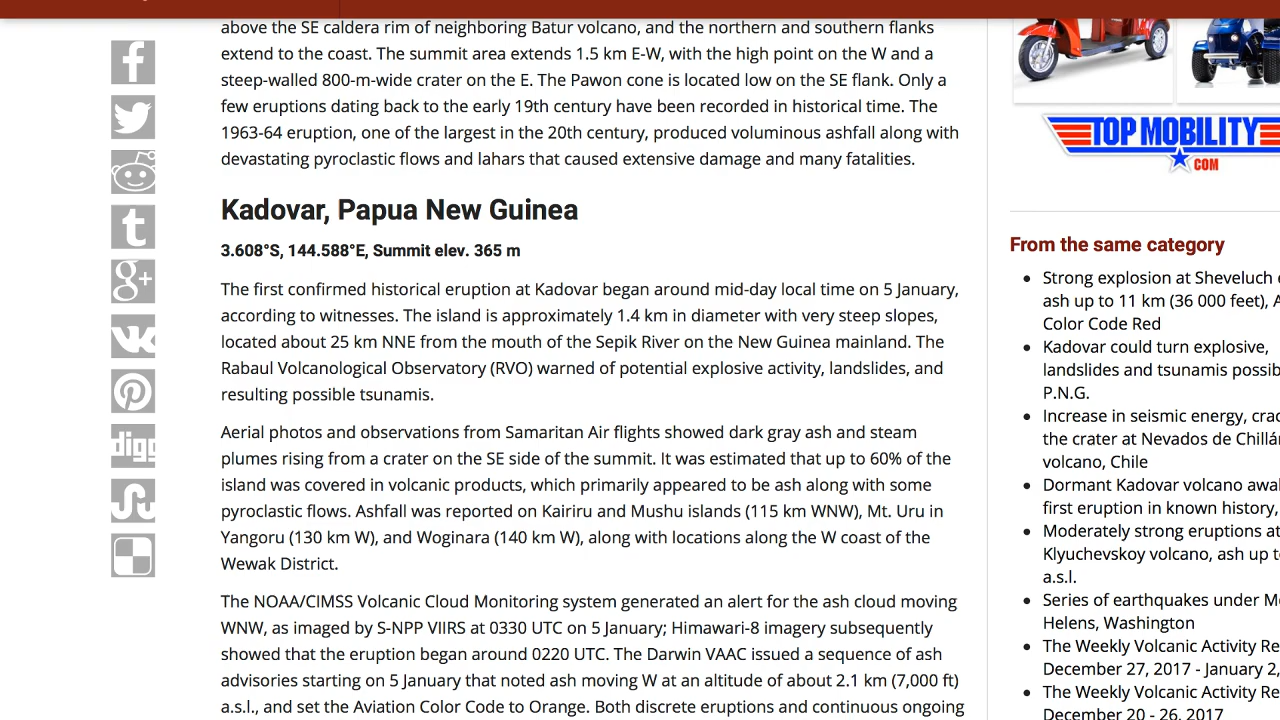 above the SE caldera rim of neighboring Batur volcano, and the northern and southern flanks
extend to the coast. The summit area extends 1.5 km E-W, with the high point on the W and a
steep-walled 800-m-wide crater on the E. The Pawon cone is located low on the SE flank. Only a
few eruptions dating back to the early 19th century have been recorded in historical time. The
1963-64 eruption, one of the largest in the 20th century, produced voluminous ashfall along with
devastating pyroclastic flows and lahars that caused extensive damage and many fatalities.
Kadovar, Papua New Guinea
3.608°S, 144.588°E, Summit elev. 365 m
The first confirmed historical eruption at Kadovar began around mid-day local time on 5 January,
according to witnesses. The island is approximately 1.4 km in diameter with very steep slopes,
located about 25 km NNE from the mouth of the Sepik River on the New Guinea mainland. The
Rabaul Volcanological Observatory (RVO) warned of potential explosive activity, landslides, and
resulting possible tsunamis.
Aerial photos and observations from Samaritan Air flights showed dark gray ash and steam
plumes rising from a crater on the SE side of the summit. It was estimated that up to 60% of the
island was covered in volcanic products, which primarily appeared to be ash along with some
pyroclastic flows. Ashfall was reported on Kairiru and Mushu islands (115 km WNW), Mt. Uru in
Yangoru (130 km W), and Woginara (140 km W), along with locations along the W coast of the
Wewak District.
The NOAA/CIMSS Volcanic Cloud Monitoring system generated an alert for the ash cloud moving
WNW, as imaged by S-NPP VIIRS at 0330 UTC on 5 January; Himawari-8 imagery subsequently
showed that the eruption began around 0220 UTC. The Darwin VAAC issued a sequence of ash
advisories starting on 5 January that noted ash moving W at an altitude of about 2.1 km (7,000 ft)
a.s.l., and set the Aviation Color Code to Orange. Both discrete eruptions and continuous ongoing
digg
TOP MOBILITY
COM
From the same category
Strong explosion at Sheveluch
ash up to 11 km (36 000 feet),
Color Code Red
Kadovar could turn explosive,
landslides and tsunamis
P.N.G.
Increase in seismic energy,
the crater at Nevados de
volcano, Chile
Dormant Kadovar volcano
first eruption in known history,
Moderately strong eruptions at
Klyuchevskoy volcano, ash up
a.s.l.
Series of earthquakes under
Helens, Washington
The Weekly Volcanic Activity
December 27, 2017 - January 2,
The Weekly Volcanic Activity
December 20 - 26, 2017